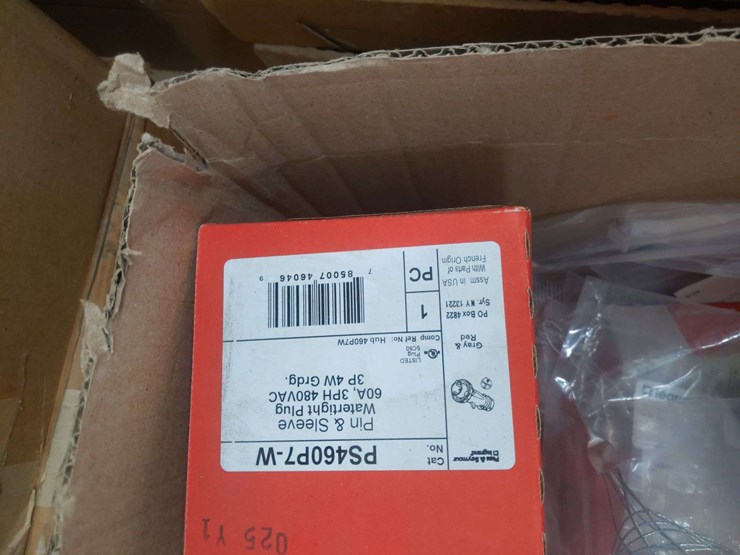 Pass & Seymour
legrand
Cat
No.
PS460P7-W
Pin & Sleeve
Watertight Plug
60A, 3PH 480VAC
3P 4W Grdg.
Gray &
Red
LISTED
Plug
Comp Ref No: Hub 460P7W
PO Box 4822
Syr. NY 13221
1
Assm. in USA
With Parts of
French Origin
PC
7 85007 46046 9
025 Y1